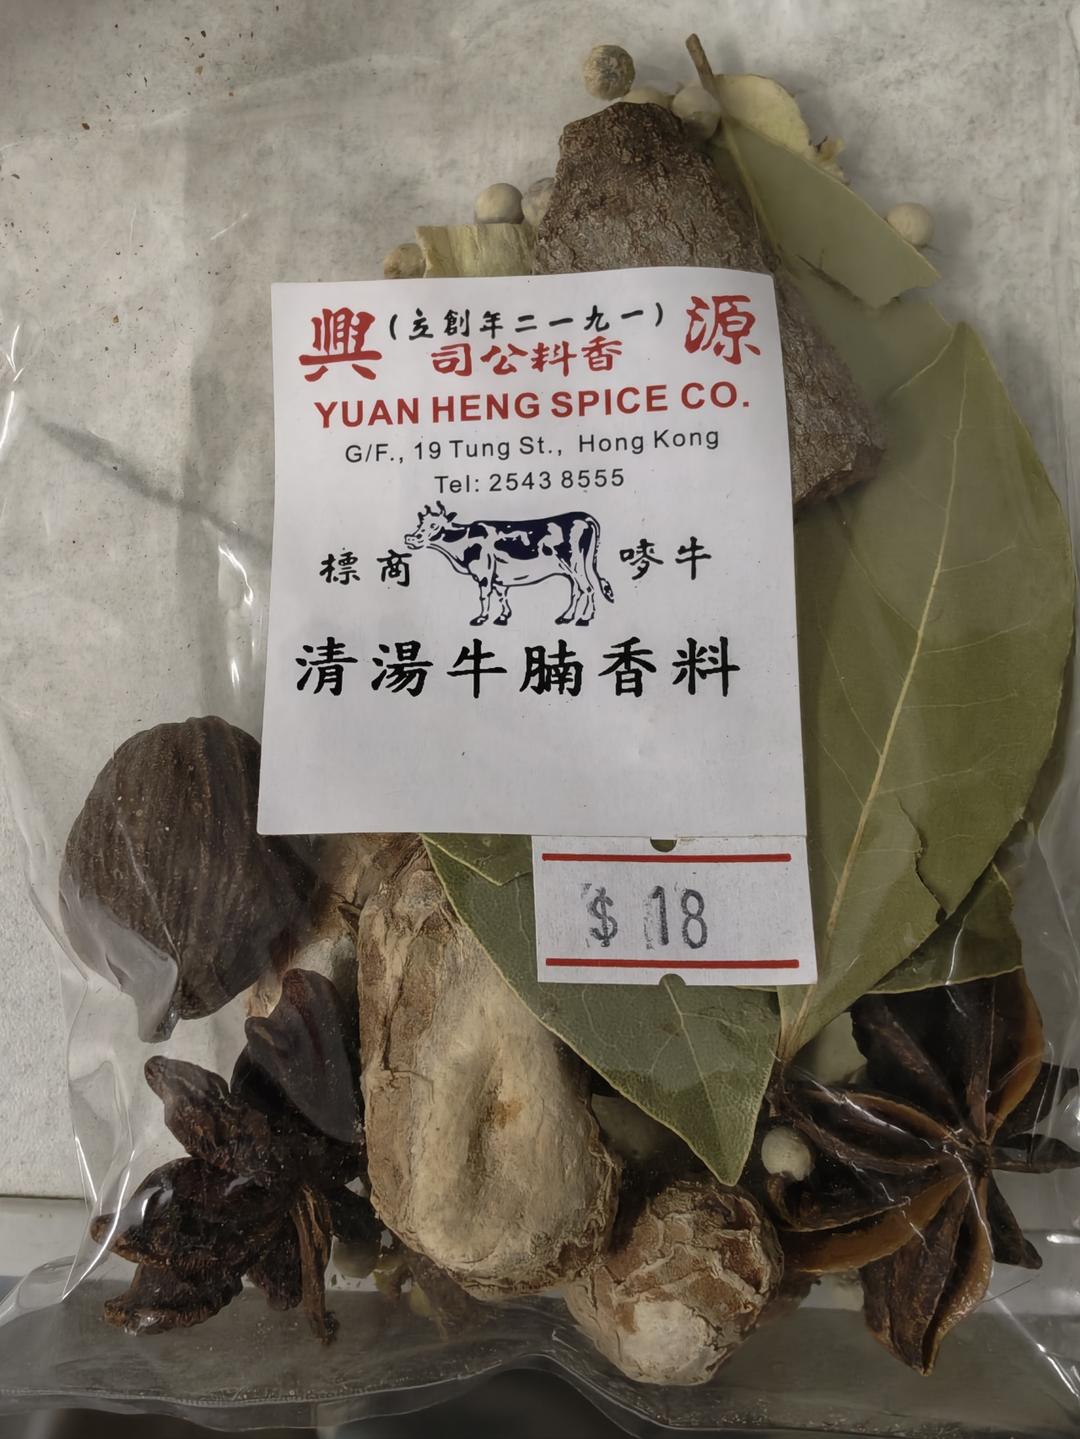 源(一九一二年創立)興
香料公司
YUAN HENG SPICE CO.
G/F., 19 Tung St., Hong Kong
Tel: 2543 8555
牛嘜 商標
清湯牛腩香料
$ 18